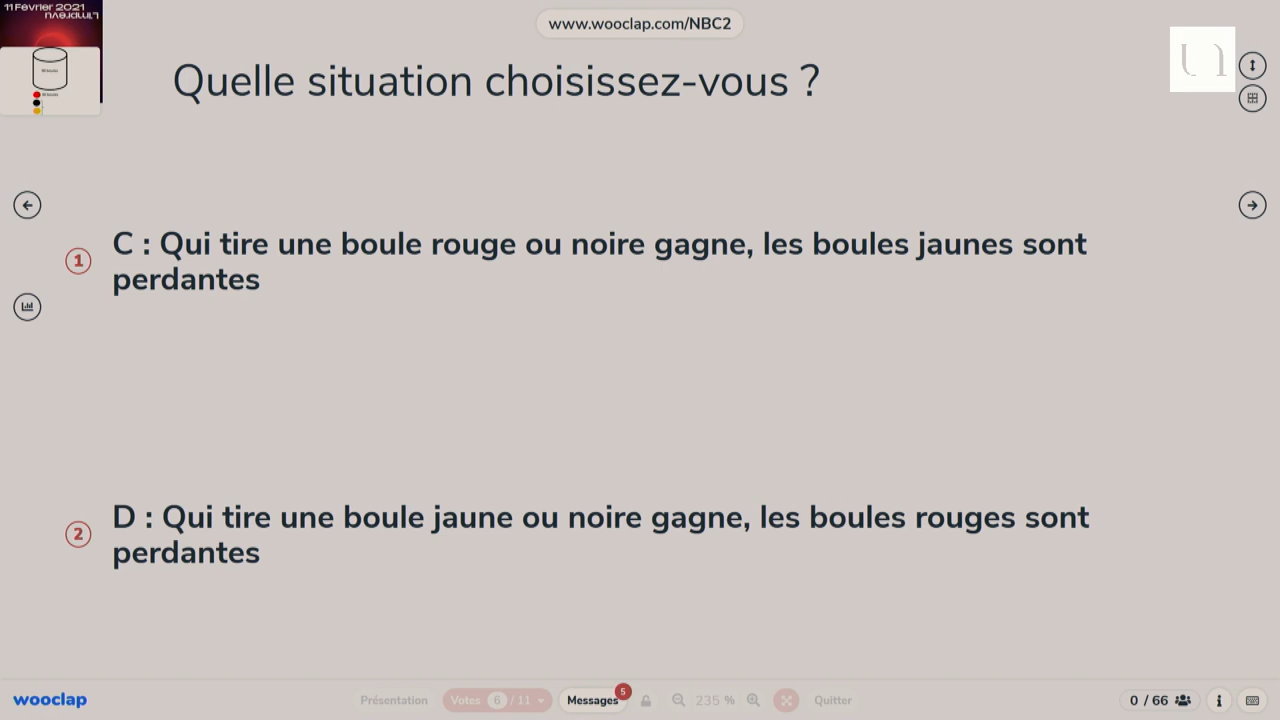 11 Février 2021
www.wooclap.com/NBC2
Quelle situation choisissez-vous ?
1
C : Qui tire une boule rouge ou noire gagne, les boules jaunes sont
perdantes
2
D : Qui tire une boule jaune ou noire gagne, les boules rouges sont
perdantes
wooclap
Présentation
Votes 6 / 11
Messages
5
235 %
Quitter
0 / 66